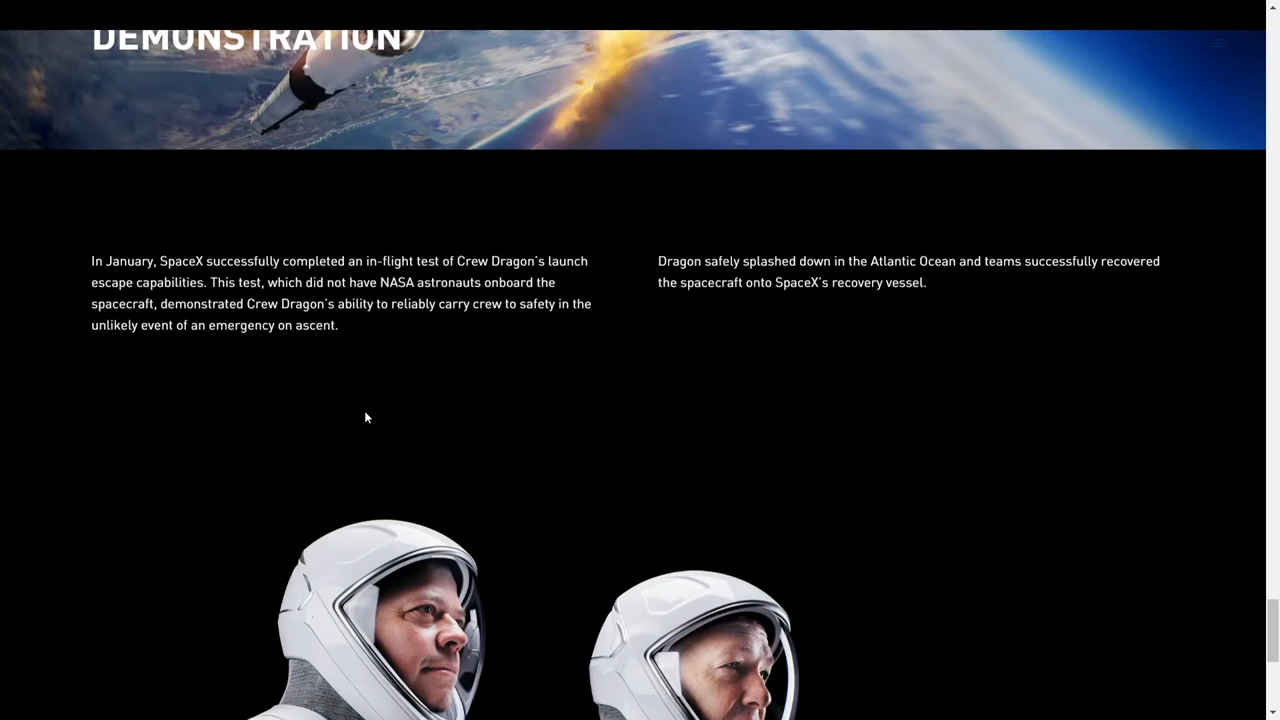 DEMONSTRATION
In January, SpaceX successfully completed an in-flight test of Crew Dragon's launch
escape capabilities. This test, which did not have NASA astronauts onboard the
spacecraft, demonstrated Crew Dragon's ability to reliably carry crew to safety in the
unlikely event of an emergency on ascent.
Dragon safely splashed down in the Atlantic Ocean and teams successfully recovered
the spacecraft onto SpaceX's recovery vessel.